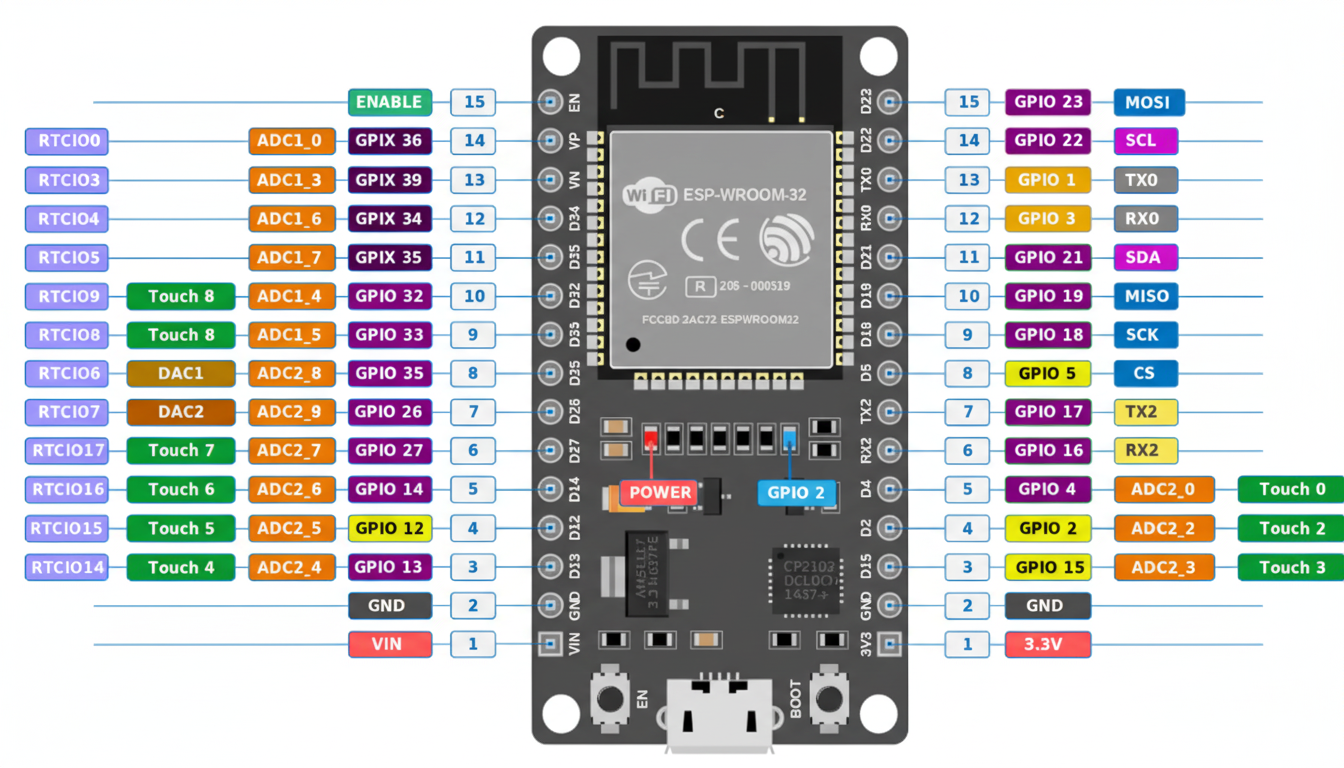 ENABLE 15 EN D23 15 GPIO 23 MOSI
C
RTCIO0 ADC1_0 GPIX 36 14 VP D22 14 GPIO 22 SCL
RTCIO3 ADC1_3 GPIX 39 13 VN TX0 13 GPIO 1 TX0
WiFi ESP-WROOM-32
RTCIO4 ADC1_6 GPIX 34 12 D34 RX0 12 GPIO 3 RX0
CE
RTCIO5 ADC1_7 GPIX 35 11 D35 D21 11 GPIO 21 SDA
R 206-000519
RTCIO9 Touch 8 ADC1_4 GPIO 32 10 D32 D19 10 GPIO 19 MISO
FCCBD 2AC72 ESPWROOM22
RTCIO8 Touch 8 ADC1_5 GPIO 33 9 D35 D18 9 GPIO 18 SCK
RTCIO6 DAC1 ADC2_8 GPIO 35 8 D35 D5 8 GPIO 5 CS
RTCIO7 DAC2 ADC2_9 GPIO 26 7 D26 TX2 7 GPIO 17 TX2
RTCIO17 Touch 7 ADC2_7 GPIO 27 6 D27 RX2 6 GPIO 16 RX2
RTCIO16 Touch 6 ADC2_6 GPIO 14 5 D14 POWER GPIO 2 D4 5 GPIO 4 ADC2_0 Touch 0
RTCIO15 Touch 5 ADC2_5 GPIO 12 4 D12 D2 4 GPIO 2 ADC2_2 Touch 2
RTCIO14 Touch 4 ADC2_4 GPIO 13 3 D13 D15 3 GPIO 15 ADC2_3 Touch 3
CP2102
GND 2 GND GND 2 GND
VIN 1 VIN 3V3 1 3.3V
EN BOOT